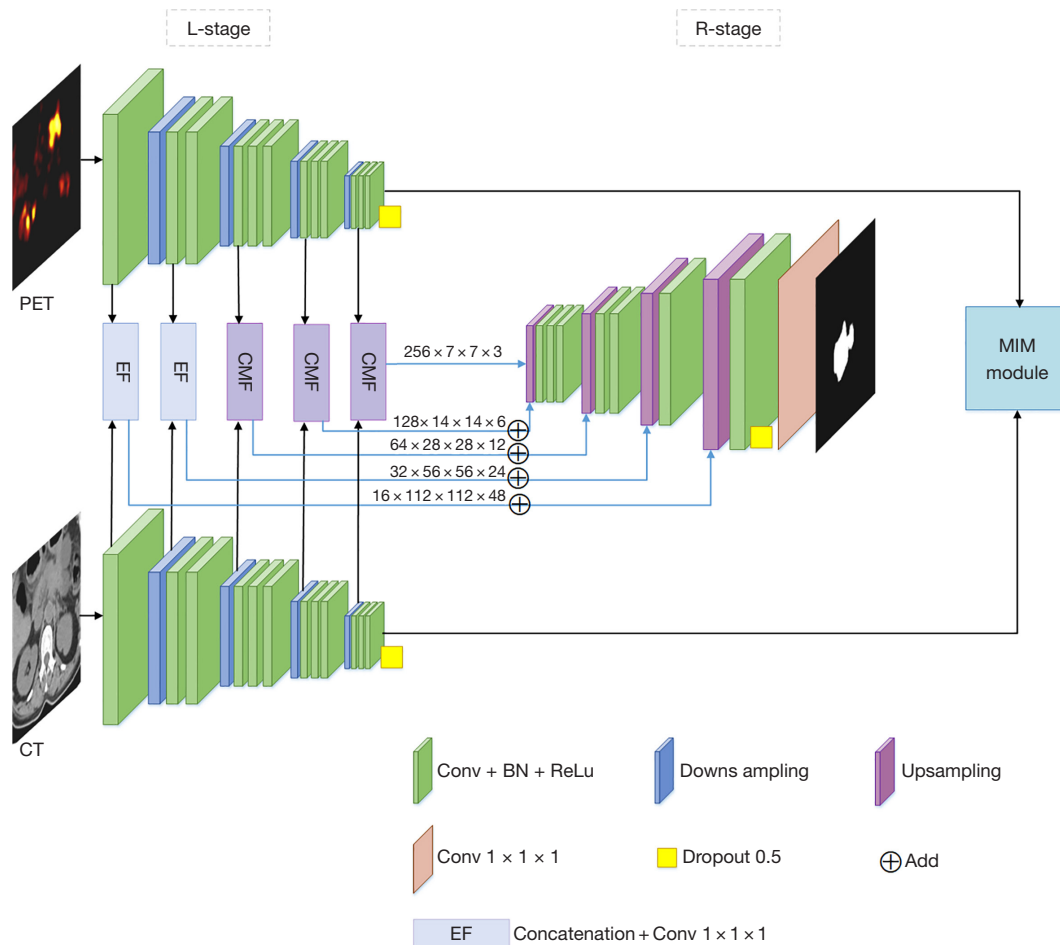 L-stage
R-stage
PET
EF
EF
CMF
CMF
CMF
256 × 7 × 7 × 3
128 × 14 × 14 × 6
64 × 28 × 28 × 12
32 × 56 × 56 × 24
16 × 112 × 112 × 48
MIM
module
CT
Conv + BN + ReLu
Downs ampling
Upsampling
Conv 1 × 1 × 1
Dropout 0.5
Add
EF
Concatenation + Conv 1 × 1 × 1